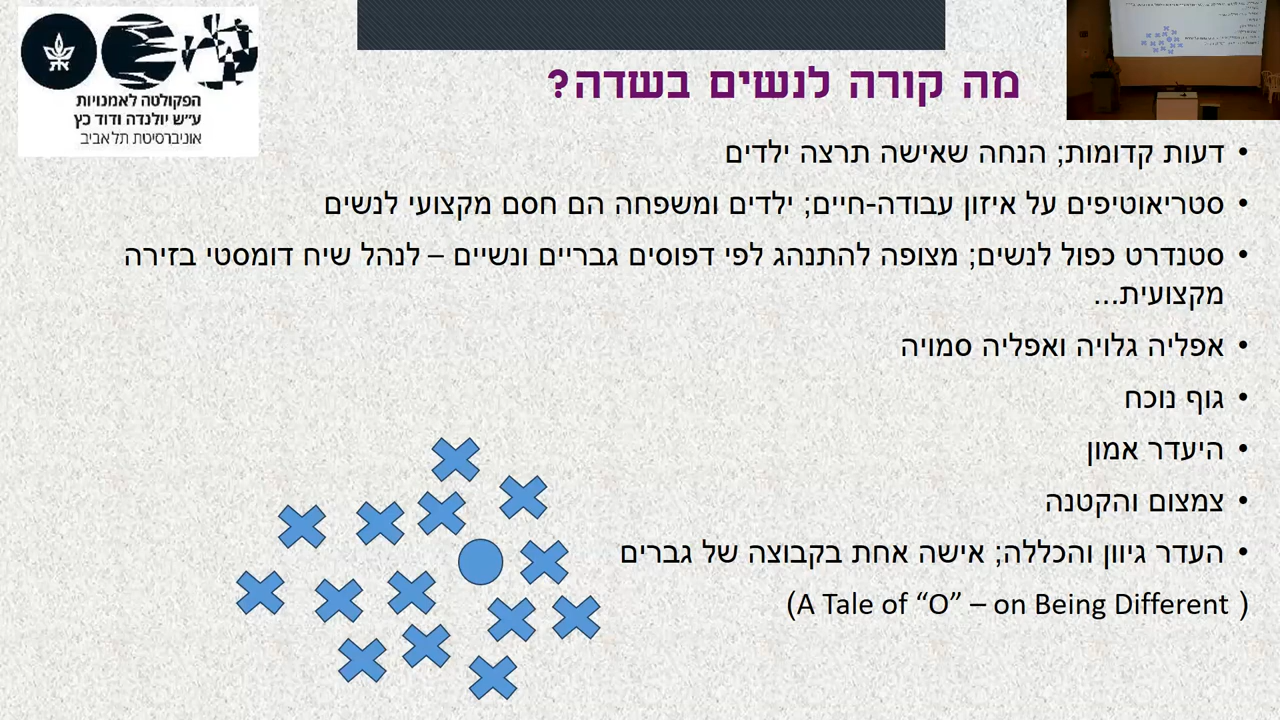 הפקולטה לאמנויות
ע״ש יולנדה ודוד כץ
אוניברסיטת תל אביב
מה קורה לנשים בשדה?
• דעות קדומות; הנחה שאישה תרצה ילדים
• סטריאוטיפים על איזון עבודה-חיים; ילדים ומשפחה הם חסם מקצועי לנשים
• סטנדרט כפול לנשים; מצופה להתנהג לפי דפוסים גבריים ונשיים – לנהל שיח דומסטי בזירה
מקצועית...
• אפליה גלויה ואפליה סמויה
• גוף נוכח
• היעדר אמון
• צמצום והקטנה
• העדר גיוון והכללה; אישה אחת בקבוצה של גברים
(A Tale of “O” – on Being Different )